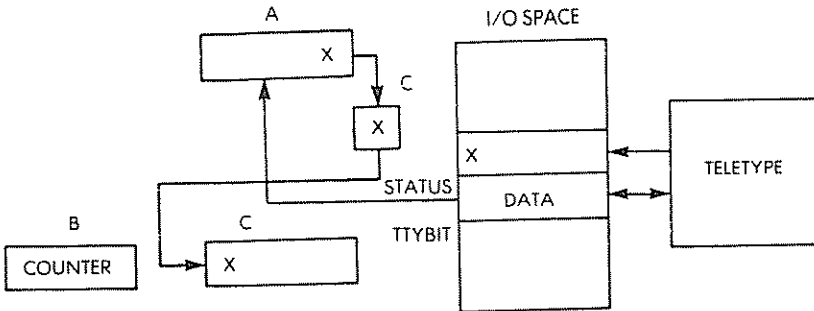 A
I/O SPACE
X
C
X
X
TELETYPE
STATUS
DATA
B
C
TTYBIT
COUNTER
X